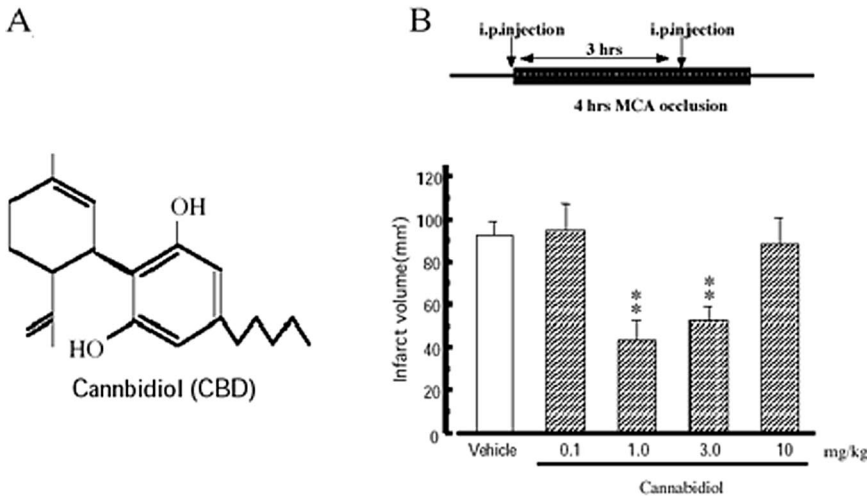 A
OH
HO
Cannbidiol (CBD)
B
i.p.injection i.p.injection
3 hrs
4 hrs MCA occlusion
Infarct volume(mm³)
120
100
80
60
40
20
0
** **
Vehicle 0.1 1.0 3.0 10 mg/kg
Cannabidiol